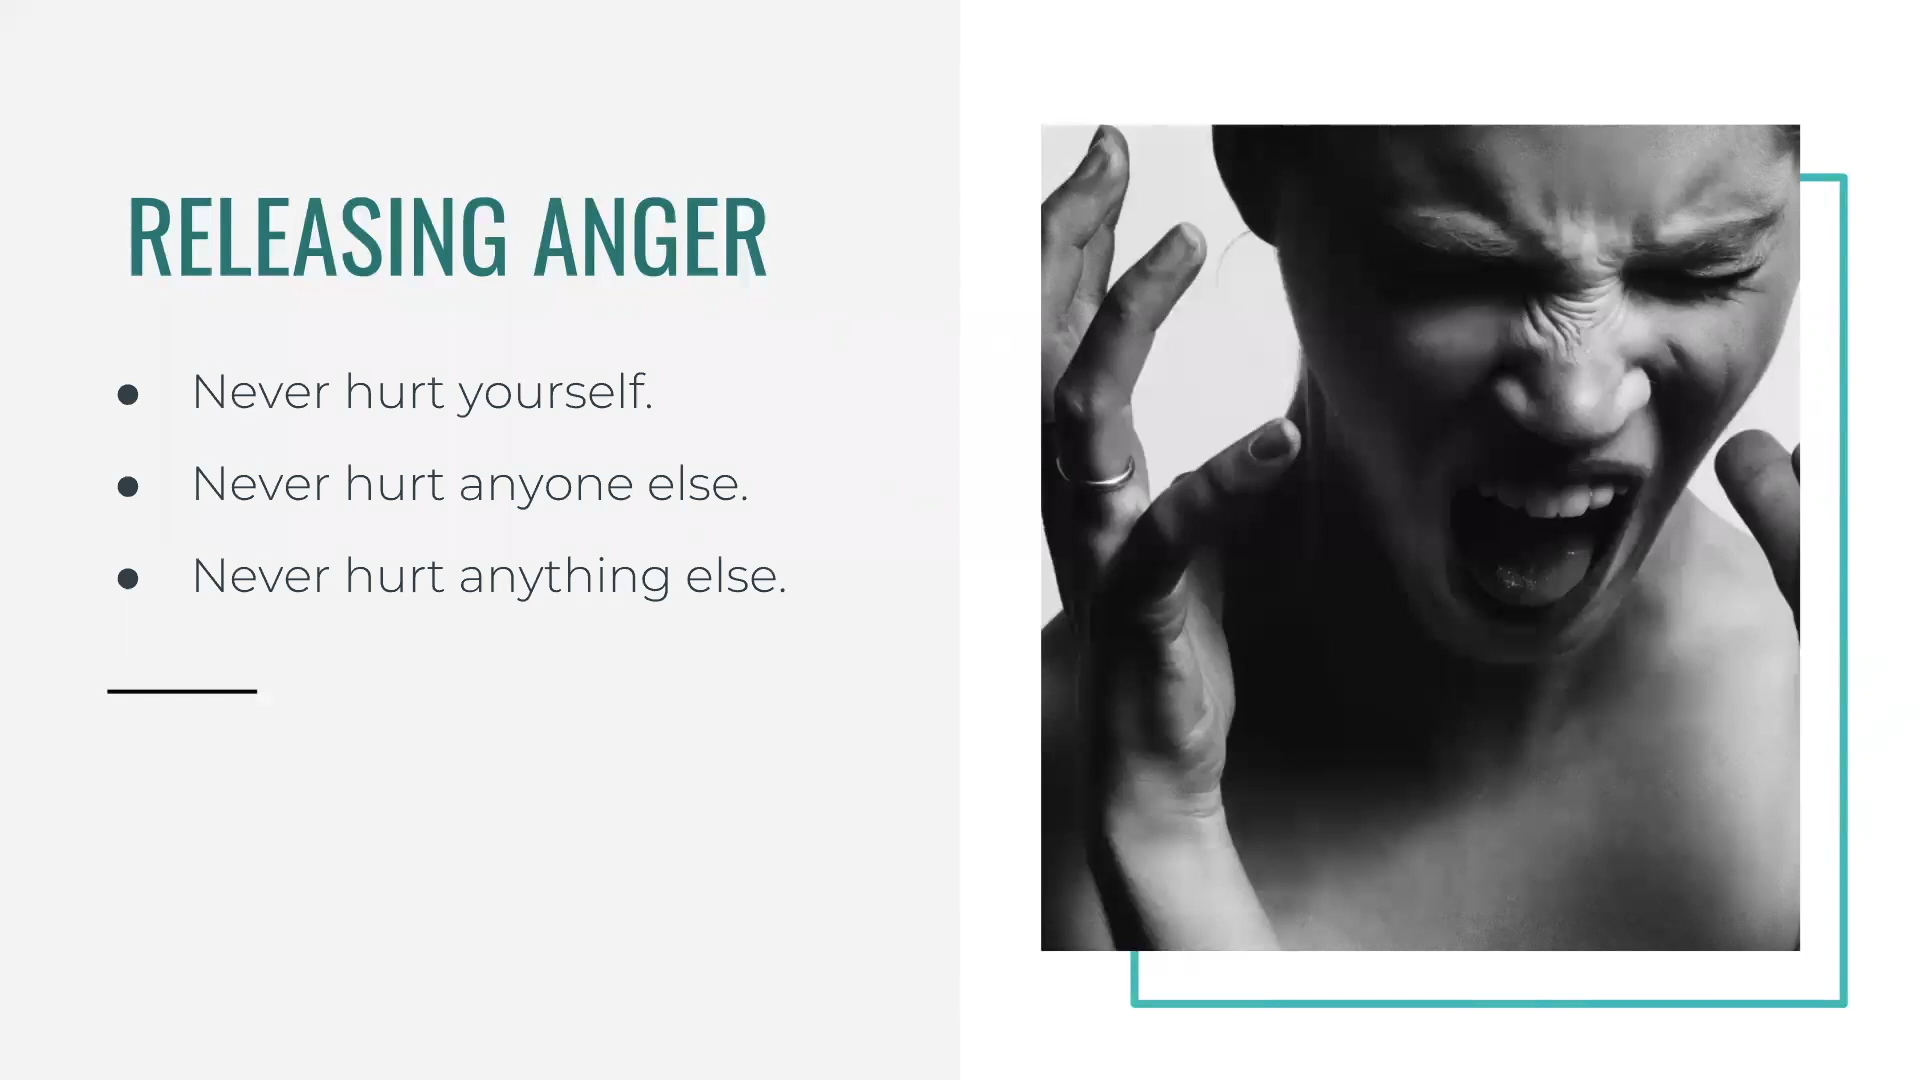 RELEASING ANGER
● Never hurt yourself.
● Never hurt anyone else.
● Never hurt anything else.